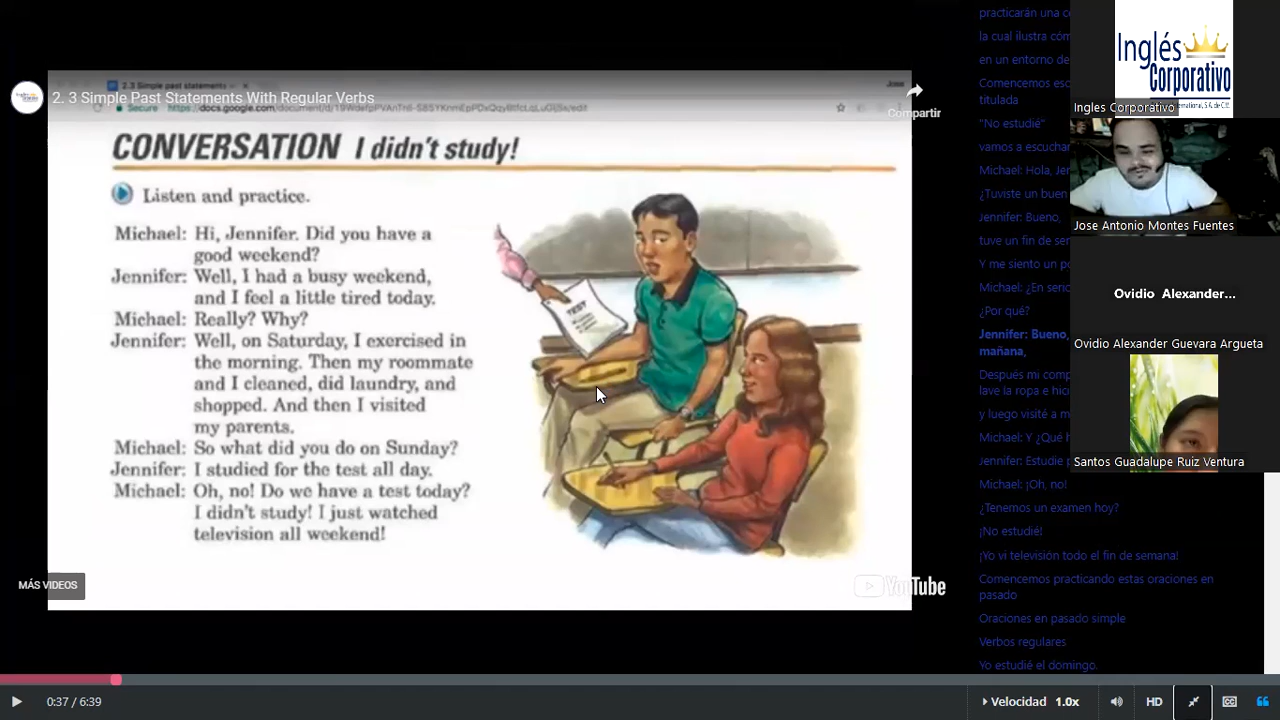 2.3 Simple past statements
Jose
2. 3 Simple Past Statements With Regular Verbs
Secure
Compartir
CONVERSATION I didn't study!
Listen and practice.
Michael: Hi, Jennifer. Did you have a
good weekend?
Jennifer: Well, I had a busy weekend,
and I feel a little tired today.
Michael: Really? Why?
Jennifer: Well, on Saturday, I exercised in
the morning. Then my roommate
and I cleaned, did laundry, and
shopped. And then I visited
my parents.
Michael: So what did you do on Sunday?
Jennifer: I studied for the test all day.
Michael: Oh, no! Do we have a test today?
I didn't study! I just watched
television all weekend!
TEST
MÁS VIDEOS
YouTube
0:37 / 6:39
practicarán una
la cual ilustra
en un entorno de
Comencemos
titulada
"No estudié"
vamos a
Michael: Hola,
¿Tuviste un buen
Jennifer: Bueno,
tuve un fin de
Y me siento un
Michael: ¿En
¿Por qué?
Jennifer: Bueno,
mañana,
Después mi
lave la ropa e
y luego visité a
Michael: Y ¿Qué
Jennifer: Estudie
Michael: ¡Oh, no!
¿Tenemos un examen hoy?
¡No estudié!
¡Yo vi televisión todo el fin de semana!
Comencemos practicando estas oraciones en
pasado
Oraciones en pasado simple
Verbos regulares
Yo estudié el domingo.
Inglés
Corporativo
Ingles Corporativo
Jose Antonio Montes Fuentes
Ovidio Alexander...
Ovidio Alexander Guevara Argueta
Santos Guadalupe Ruiz Ventura
Velocidad 1.0x
HD
CC